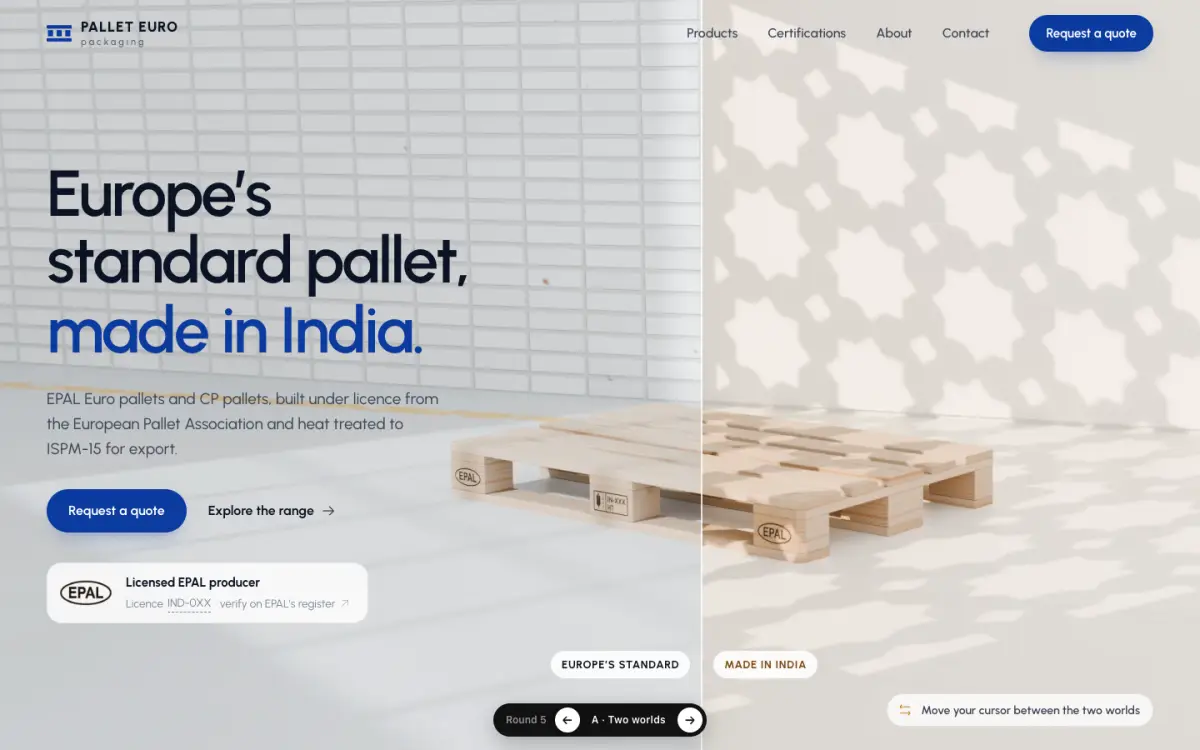 PALLET EURO
packaging
Products
Certifications
About
Contact
Request a quote
Europe's
standard pallet,
made in India.
EPAL Euro pallets and CP pallets, built under licence from
the European Pallet Association and heat treated to
ISPM-15 for export.
Request a quote
Explore the range →
EPAL
Licensed EPAL producer
Licence IND-0XX verify on EPAL's register ↗
EPAL
IN-XXX
HT
EPAL
EUROPE'S STANDARD
MADE IN INDIA
Round 5 ← A · Two worlds →
Move your cursor between the two worlds